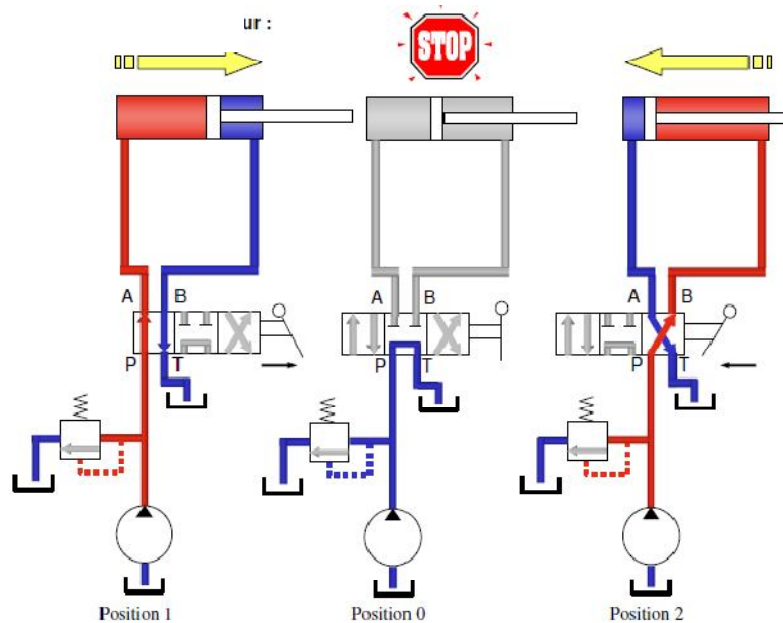 ur :
STOP
A B
P T
A B
P T
A B
P T
Position 1
Position 0
Position 2